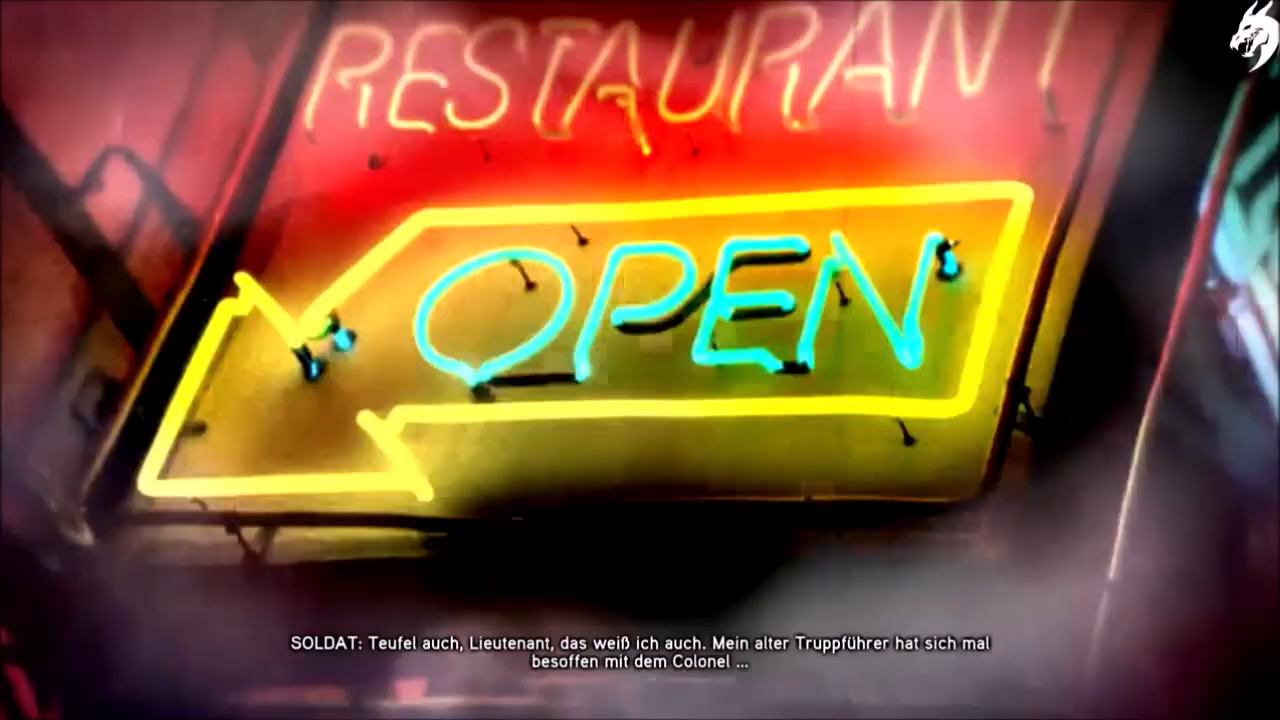 RESTAURANT
OPEN
SOLDAT: Teufel auch, Lieutenant, das weiß ich auch. Mein alter Truppführer hat sich mal
besoffen mit dem Colonel ...